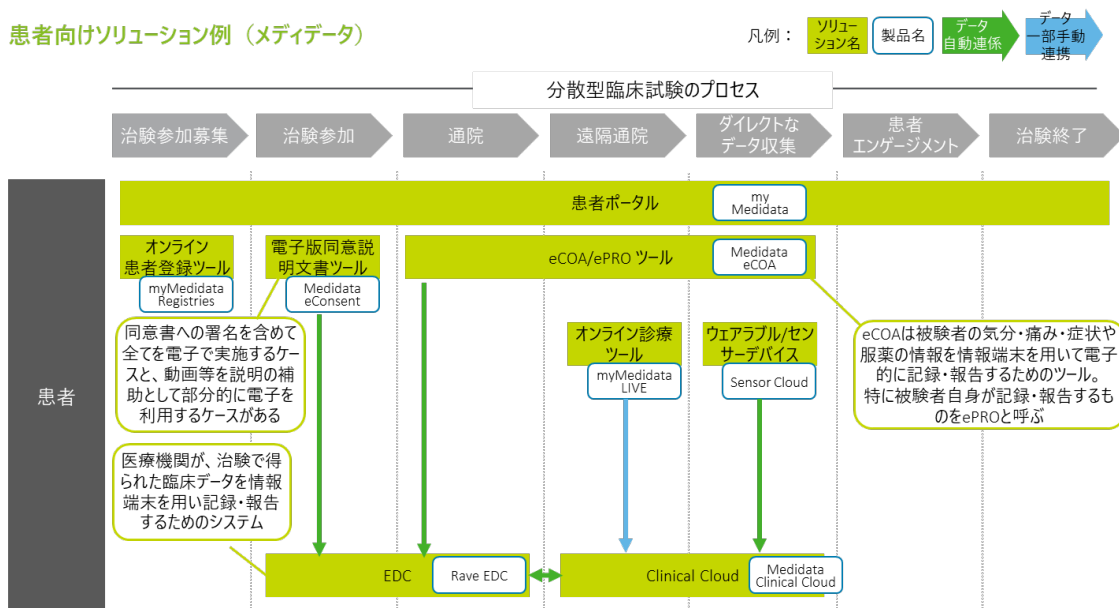 患者向けソリューション例（メディデータ）
凡例：
ソリュー
ション名
製品名
データ
自動連係
データ
一部手動
連携
分散型臨床試験のプロセス
治験参加募集
治験参加
通院
遠隔通院
ダイレクトな
データ収集
患者
エンゲージメント
治験終了
患者
患者ポータル
my
Medidata
オンライン
患者登録ツール
myMedidata
Registries
電子版同意説
明文書ツール
Medidata
eConsent
eCOA/ePRO ツール
Medidata
eCOA
同意書への署名を含めて
全てを電子で実施するケー
スと、動画等を説明の補
助として部分的に電子を
利用するケースがある
オンライン診療
ツール
myMedidata
LIVE
ウェアラブル/セン
サーデバイス
Sensor Cloud
eCOAは被験者の気分・痛み・症状や
服薬の情報を情報端末を用いて電子
的に記録・報告するためのツール。
特に被験者自身が記録・報告するも
のをePROと呼ぶ
医療機関が、治験で得
られた臨床データを情報
端末を用い記録・報告
するためのシステム
EDC
Rave EDC
Clinical Cloud
Medidata
Clinical Cloud